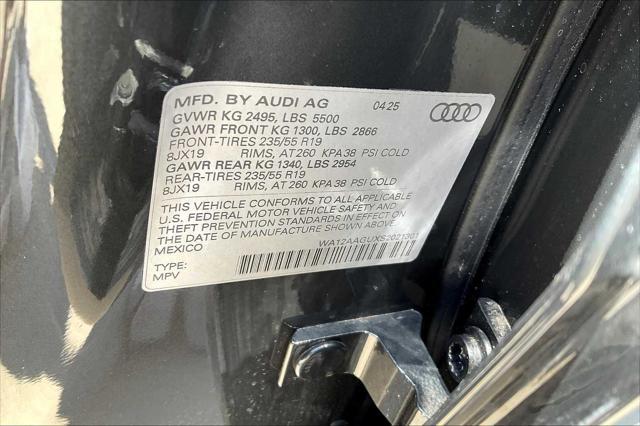 MFD. BY AUDI AG 04.25
GVWR KG 2495, LBS 5500
GAWR FRONT KG 1300, LBS 2866
FRONT-TIRES 235/55 R19
8JX19 RIMS, AT 260 KPA 38 PSI COLD
GAWR REAR KG 1340, LBS 2954
REAR-TIRES 235/55 R19
8JX19 RIMS, AT 260 KPA 38 PSI COLD
THIS VEHICLE CONFORMS TO ALL APPLICABLE
U.S. FEDERAL MOTOR VEHICLE SAFETY AND
THEFT PREVENTION STANDARDS IN EFFECT ON
THE DATE OF MANUFACTURE SHOWN ABOVE
MEXICO WA12AAGUXS2021301
TYPE:
MPV